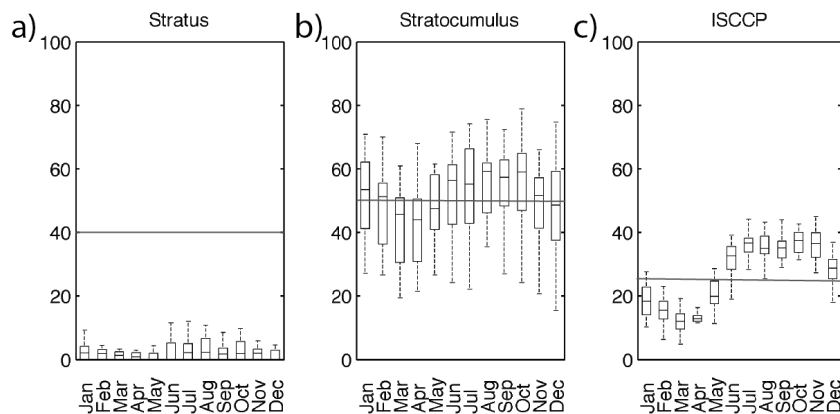 a) Stratus
b) Stratocumulus
c) ISCCP
100
80
60
40
20
0
Jan
Feb
Mar
Apr
May
Jun
Jul
Aug
Sep
Oct
Nov
Dec
100
80
60
40
20
0
Jan
Feb
Mar
Apr
May
Jun
Jul
Aug
Sep
Oct
Nov
Dec
100
80
60
40
20
0
Jan
Feb
Mar
Apr
May
Jun
Jul
Aug
Sep
Oct
Nov
Dec